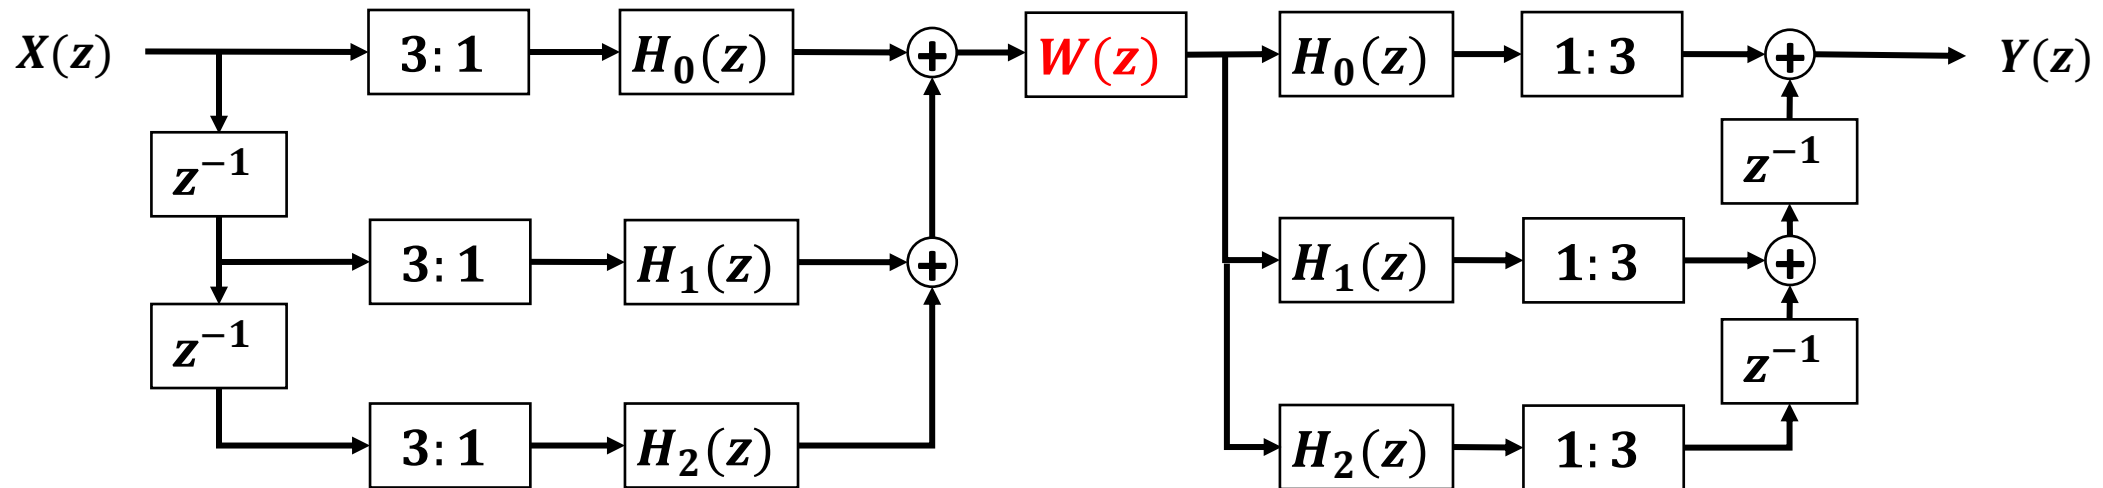 X(z) 3:1 H₀(z) + W(z) H₀(z) 1:3 + Y(z)
z⁻¹ z⁻¹
3:1 H₁(z) + H₁(z) 1:3 +
z⁻¹ z⁻¹
3:1 H₂(z) H₂(z) 1:3